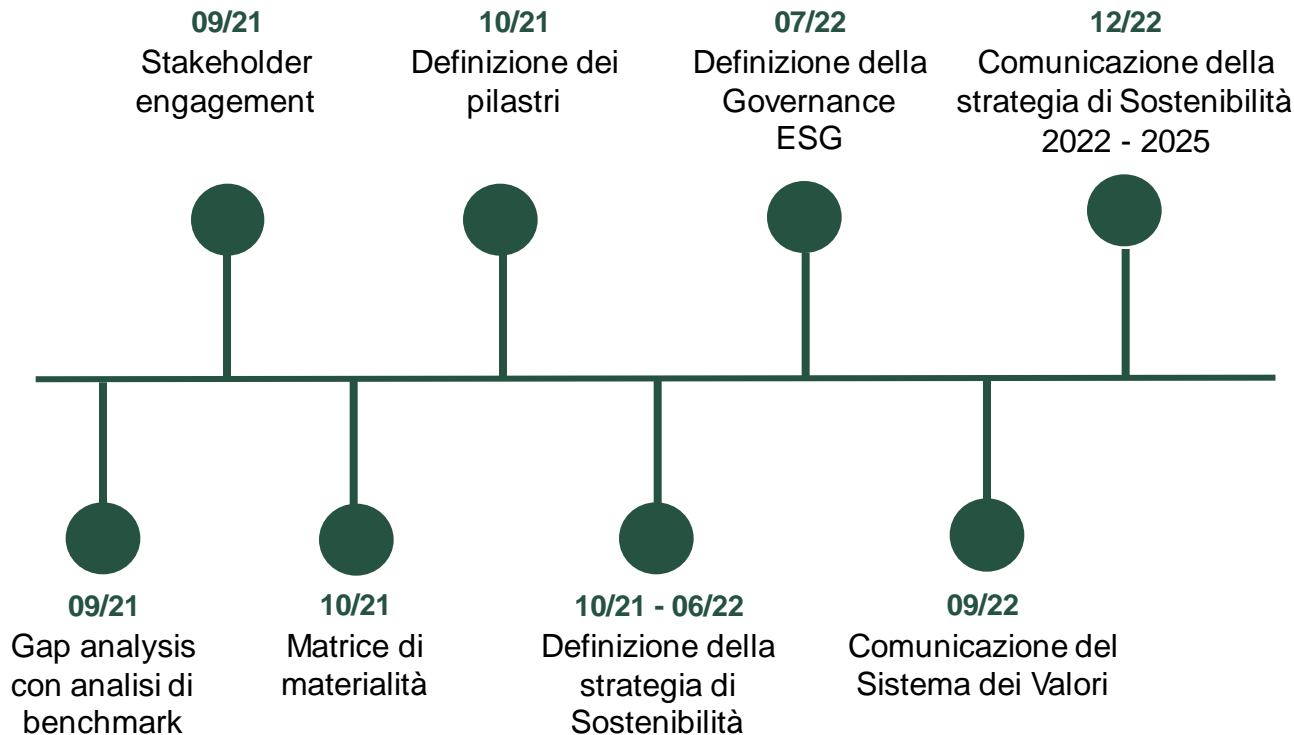 09/21
Stakeholder
engagement
10/21
Definizione dei
pilastri
07/22
Definizione della
Governance
ESG
12/22
Comunicazione della
strategia di Sostenibilità
2022 - 2025
09/21
Gap analysis
con analisi di
benchmark
10/21
Matrice di
materialità
10/21 - 06/22
Definizione della
strategia di
Sostenibilità
09/22
Comunicazione del
Sistema dei Valori